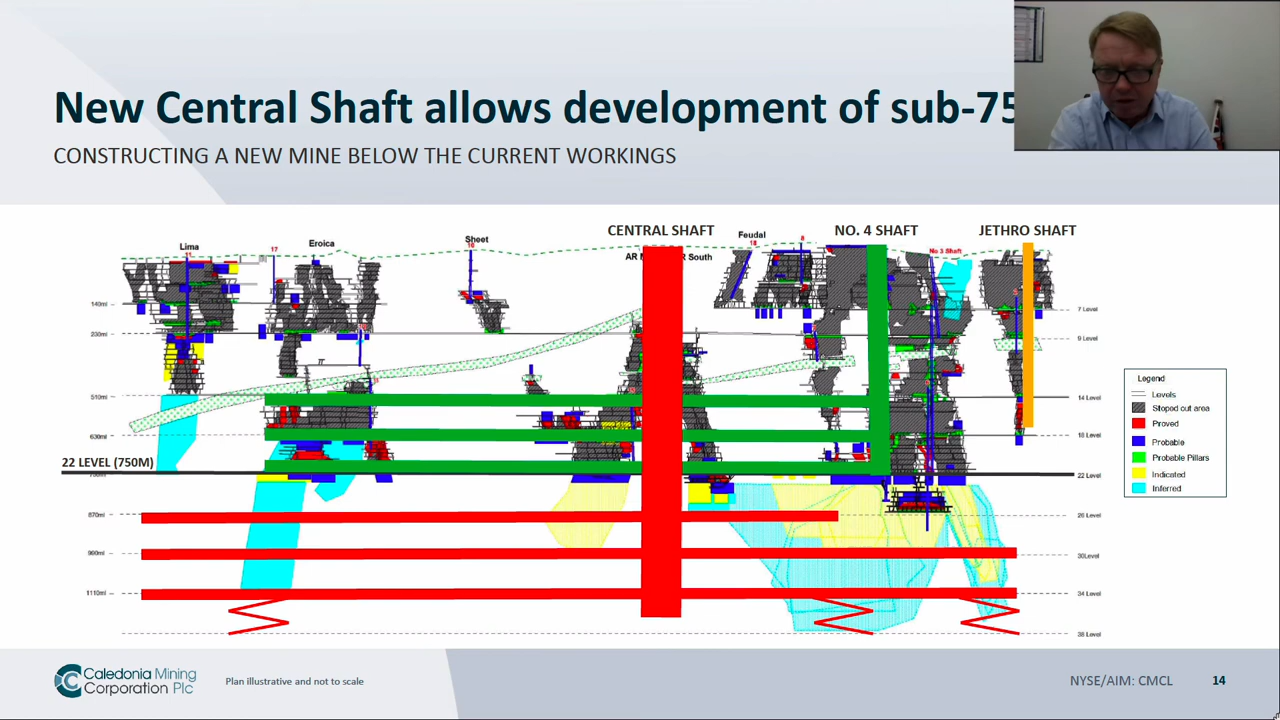 New Central Shaft allows development of sub-75
CONSTRUCTING A NEW MINE BELOW THE CURRENT WORKINGS
CENTRAL SHAFT
NO. 4 SHAFT
JETHRO SHAFT
Lima
17
Eroica
Sheet
Feudal
18
8
No 3 Shaft
South
140ml
230ml
510ml
630ml
22 LEVEL (750M)
870ml
990ml
1110ml
7 Level
9 Level
14 Level
18 Level
22 Level
26 Level
30Level
34 Level
38 Level
Legend
Levels
Stoped out area
Proved
Probable
Probable Pillars
Indicated
Inferred
Caledonia Mining
Corporation Plc
Plan illustrative and not to scale
NYSE/AIM: CMCL
14